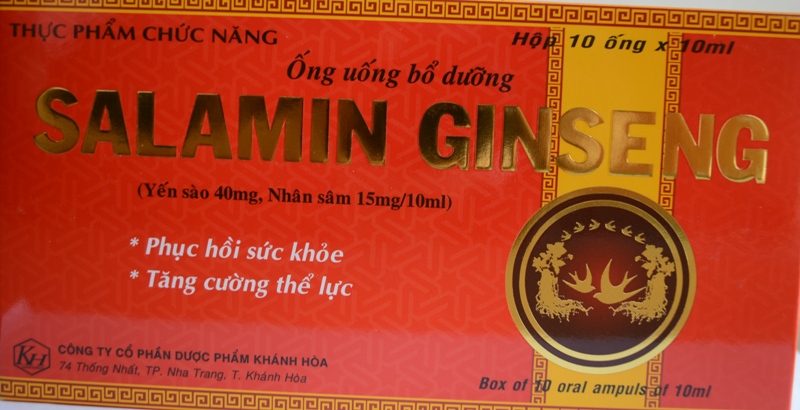 THỰC PHẨM CHỨC NĂNG
Hộp 10 ống x 10ml
Ống uống bổ dưỡng
SALAMIN GINSENG
(Yến sào 40mg, Nhân sâm 15mg/10ml)
* Phục hồi sức khỏe
* Tăng cường thể lực
KH
CÔNG TY CỔ PHẦN DƯỢC PHẨM KHÁNH HÒA
74 Thống Nhất, TP. Nha Trang, T. Khánh Hòa
Box of 10 oral ampuls of 10ml